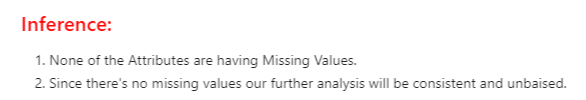 Inference:
1. None of the Attributes are having Missing Values.
2. Since there's no missing values our further analysis will be consistent and unbaised.